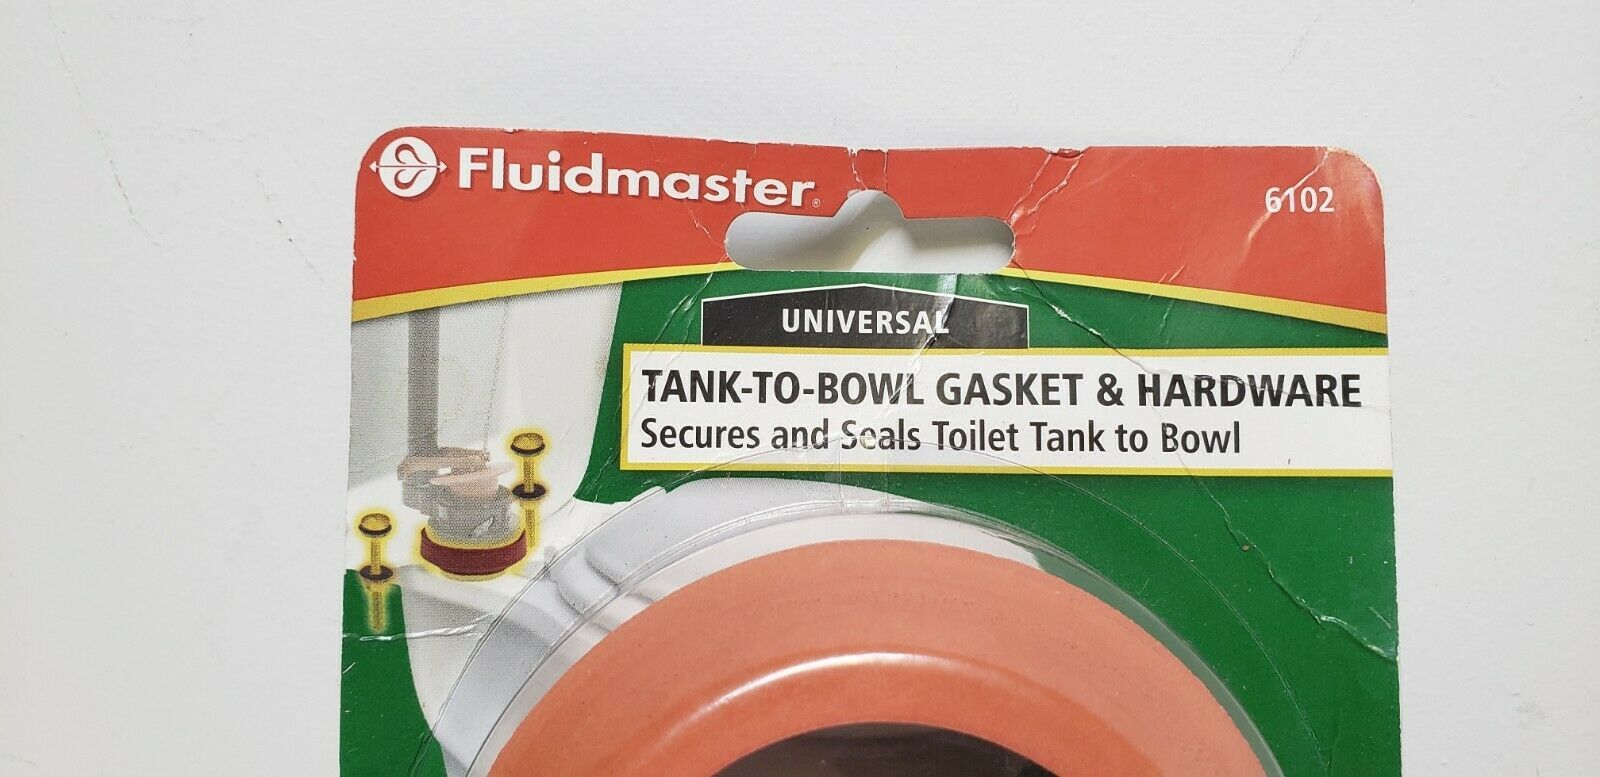 Fluidmaster®
6102
UNIVERSAL
TANK-TO-BOWL GASKET & HARDWARE
Secures and Seals Toilet Tank to Bowl